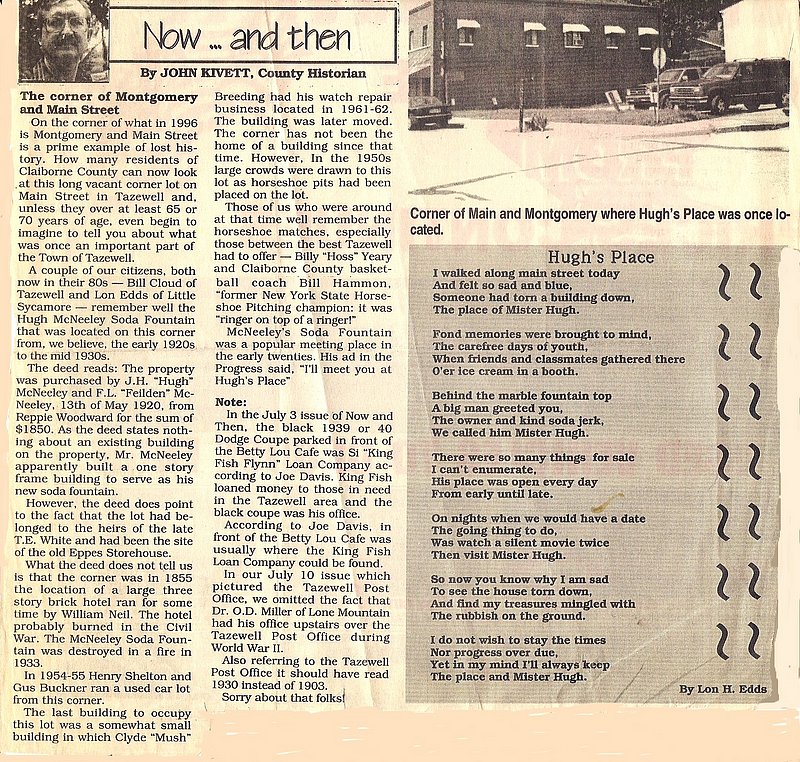 Now ... and then
By JOHN KIVETT, County Historian
The corner of Montgomery
and Main Street
On the corner of what in 1996
is Montgomery and Main Street
is a prime example of lost his-
tory. How many residents of
Claiborne County can now look
at this long vacant corner lot on
Main Street in Tazewell and,
unless they over at least 65 or
70 years of age, even begin to
imagine to tell you about what
was once an important part of
the Town of Tazewell.
A couple of our citizens, both
now in their 80s — Bill Cloud of
Tazewell and Lon Edds of Little
Sycamore — remember well the
Hugh McNeeley Soda Fountain
that was located on this corner
from, we believe, the early 1920s
to the mid 1930s.
The deed reads: The property
was purchased by J.H. "Hugh"
McNeeley and F.L. "Feilden" Mc-
Neeley, 13th of May 1920, from
Reppie Woodward for the sum of
$1850. As the deed states noth-
ing about an existing building
on the property, Mr. McNeeley
apparently built a one story
frame building to serve as his
new soda fountain.
However, the deed does point
to the fact that the lot had be-
longed to the heirs of the late
T.E. White and had been the site
of the old Eppes Storehouse.
What the deed does not tell us
is that the corner was in 1855
the location of a large three
story brick hotel ran for some
time by William Neil. The hotel
probably burned in the Civil
War. The McNeeley Soda Foun-
tain was destroyed in a fire in
1933.
In 1954-55 Henry Shelton and
Gus Buckner ran a used car lot
from this corner.
The last building to occupy
this lot was a somewhat small
building in which Clyde "Mush"
Breeding had his watch repair
business located in 1961-62.
The building was later moved.
The corner has not been the
home of a building since that
time. However, In the 1950s
large crowds were drawn to this
lot as horseshoe pits had been
placed on the lot.
Those of us who were around
at that time well remember the
horseshoe matches, especially
those between the best Tazewell
had to offer — Billy "Hoss" Yeary
and Claiborne County basket-
ball coach Bill Hammon,
"former New York State Horse-
shoe Pitching champion: it was
"ringer on top of a ringer!"
McNeeley's Soda Fountain
was a popular meeting place in
the early twenties. His ad in the
Progress said, "I'll meet you at
Hugh's Place"
Note:
In the July 3 issue of Now and
Then, the black 1939 or 40
Dodge Coupe parked in front of
the Betty Lou Cafe was Si "King
Fish Flynn" Loan Company ac-
cording to Joe Davis. King Fish
loaned money to those in need
in the Tazewell area and the
black coupe was his office.
According to Joe Davis, in
front of the Betty Lou Cafe was
usually where the King Fish
Loan Company could be found.
In our July 10 issue which
pictured the Tazewell Post
Office, we omitted the fact that
Dr. O.D. Miller of Lone Mountain
had his office upstairs over the
Tazewell Post Office during
World War II.
Also referring to the Tazewell
Post Office it should have read
1930 instead of 1903.
Sorry about that folks!
Corner of Main and Montgomery where Hugh's Place was once lo-
cated.
Hugh's Place
I walked along main street today
And felt so sad and blue,
Someone had torn a building down,
The place of Mister Hugh.
Fond memories were brought to mind,
The carefree days of youth,
When friends and classmates gathered there
O'er ice cream in a booth.
Behind the marble fountain top
A big man greeted you,
The owner and kind soda jerk,
We called him Mister Hugh.
There were so many things for sale
I can't enumerate,
His place was open every day
From early until late.
On nights when we would have a date
The going thing to do,
Was watch a silent movie twice
Then visit Mister Hugh.
So now you know why I am sad
To see the house torn down,
And find my treasures mingled with
The rubbish on the ground.
I do not wish to stay the times
Nor progress over due,
Yet in my mind I'll always keep
The place and Mister Hugh.
By Lon H. Edds